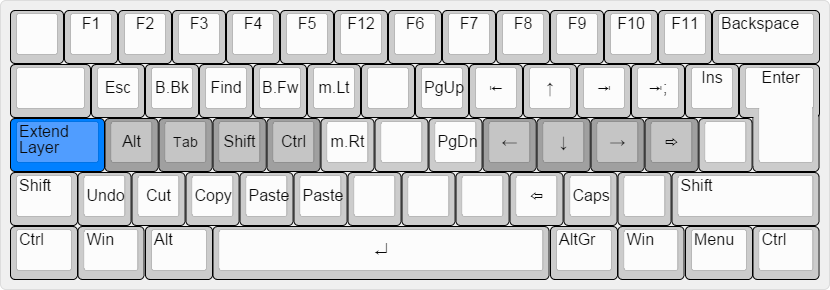 F1 F2 F3 F4 F5 F12 F6 F7 F8 F9 F10 F11 Backspace
Esc B.Bk Find B.Fw m.Lt PgUp ⇤ ↑ ⇥ ⇥; Ins Enter
Extend
Layer Alt Tab Shift Ctrl m.Rt PgDn ← ↓ → ⇨
Shift Undo Cut Copy Paste Paste ⇦ Caps Shift
Ctrl Win Alt ↵ AltGr Win Menu Ctrl